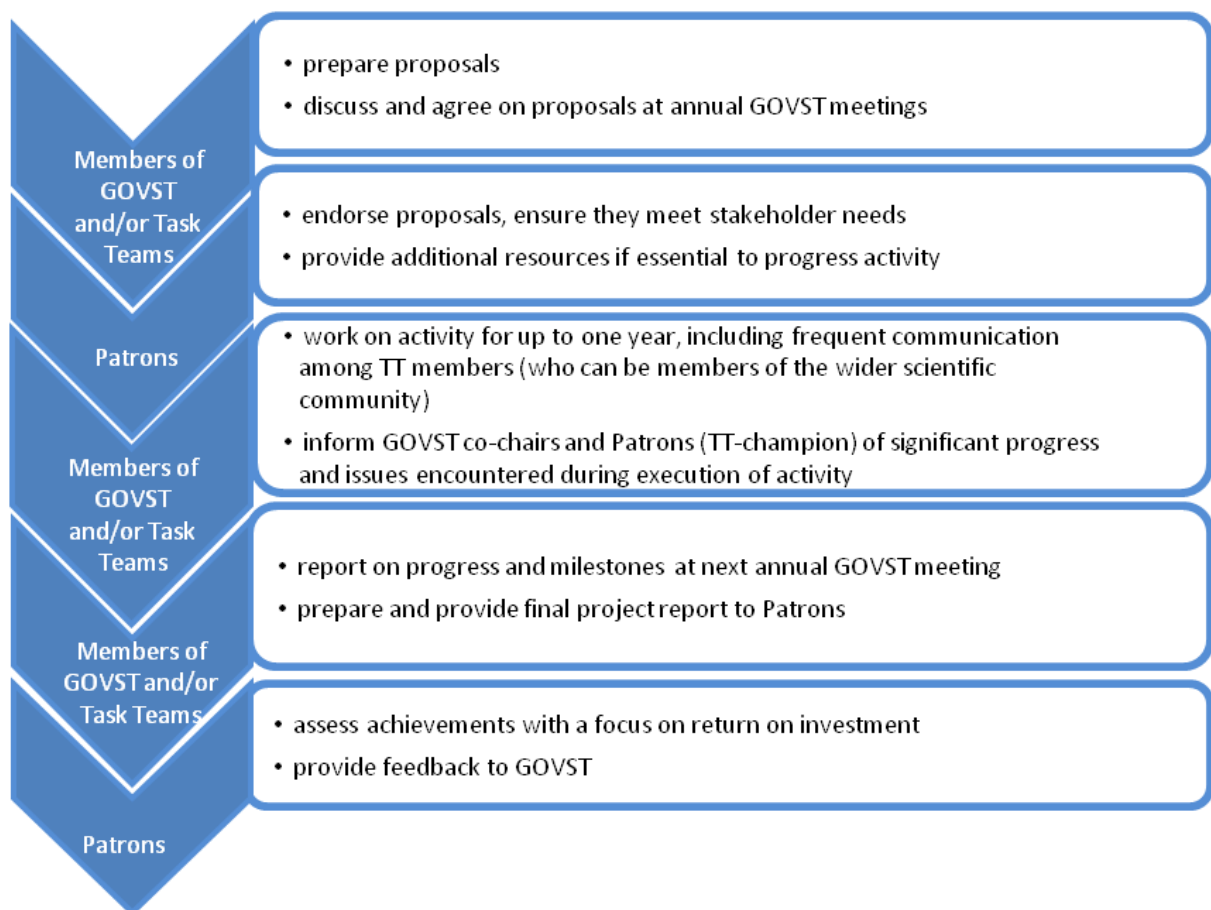 • prepare proposals
• discuss and agree on proposals at annual GOVST meetings
Members of
GOVST
and/or Task
Teams
• endorse proposals, ensure they meet stakeholder needs
• provide additional resources if essential to progress activity
Patrons
• work on activity for up to one year, including frequent communication
among TT members (who can be members of the wider scientific
community)
• inform GOVST co-chairs and Patrons (TT-champion) of significant progress
and issues encountered during execution of activity
Members of
GOVST
and/or Task
Teams
• report on progress and milestones at next annual GOVST meeting
• prepare and provide final project report to Patrons
Members of
GOVST and/or
Task Teams
• assess achievements with a focus on return on investment
• provide feedback to GOVST
Patrons